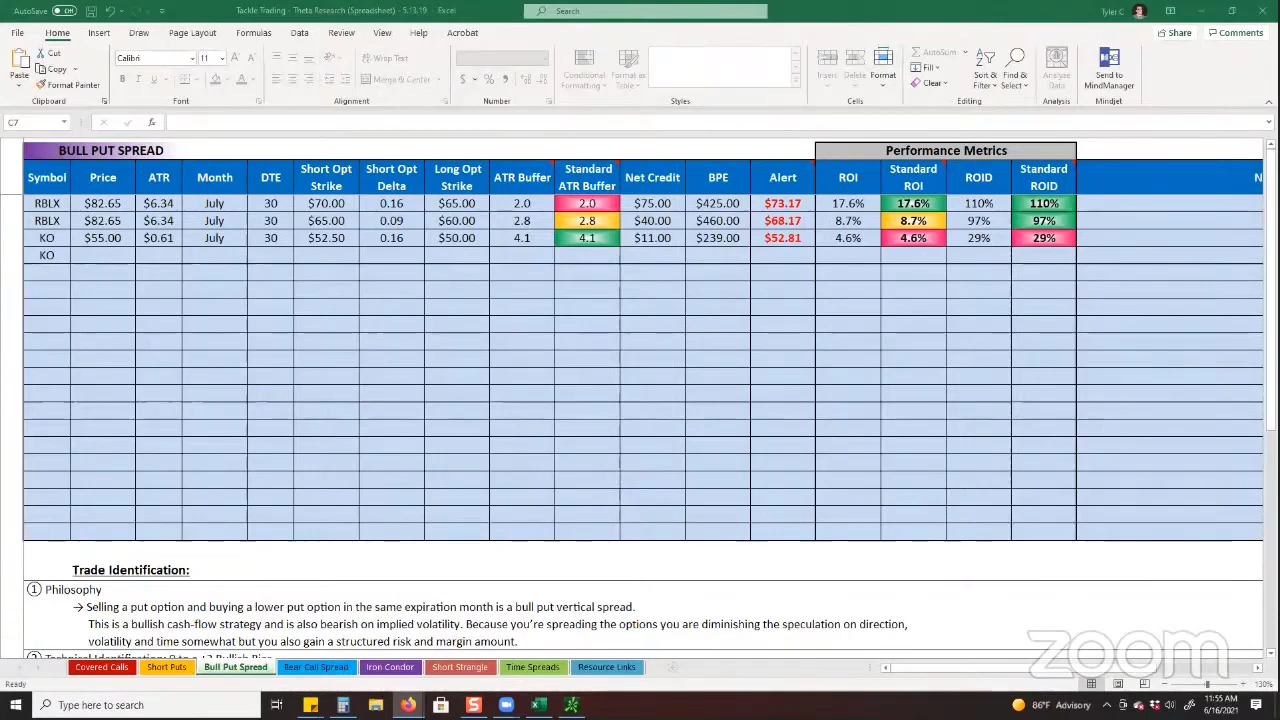 AutoSave Off Tackle Trading - Theta Research (Spreadsheet) - 5.13.19 - Excel Search Tyler C
File Home Insert Draw Page Layout Formulas Data Review View Help Acrobat Share Comments
Paste Cut Copy Format Painter Clipboard
Calibri 11 B I U Font
Wrap Text Merge & Center Alignment
$ % Number
Conditional Formatting Format as Table Styles
Insert Delete Format Cells
AutoSum Fill Clear Sort & Filter Find & Select Editing
Analyze Data Analysis
Send to MindManager Mindjet
C7 fx
BULL PUT SPREAD Performance Metrics
Symbol Price ATR Month DTE Short Opt Strike Short Opt Delta Long Opt Strike ATR Buffer Standard ATR Buffer Net Credit BPE Alert ROI Standard ROI ROID Standard ROID N
RBLX $82.65 $6.34 July 30 $70.00 0.16 $65.00 2.0 2.0 $75.00 $425.00 $73.17 17.6% 17.6% 110% 110%
RBLX $82.65 $6.34 July 30 $65.00 0.09 $60.00 2.8 2.8 $40.00 $460.00 $68.17 8.7% 8.7% 97% 97%
KO $55.00 $0.61 July 30 $52.50 0.16 $50.00 4.1 4.1 $11.00 $239.00 $52.81 4.6% 4.6% 29% 29%
KO
Trade Identification:
① Philosophy
→ Selling a put option and buying a lower put option in the same expiration month is a bull put vertical spread.
This is a bullish cash-flow strategy and is also bearish on implied volatility. Because you're spreading the options you are diminishing the speculation on direction,
volatility and time somewhat but you also gain a structured risk and margin amount.
zoom
Covered Calls Short Puts Bull Put Spread Bear Call Spread Iron Condor Short Strangle Time Spreads Resource Links
Ready 130%
Type here to search 86°F Advisory 11:55 AM
6/16/2021